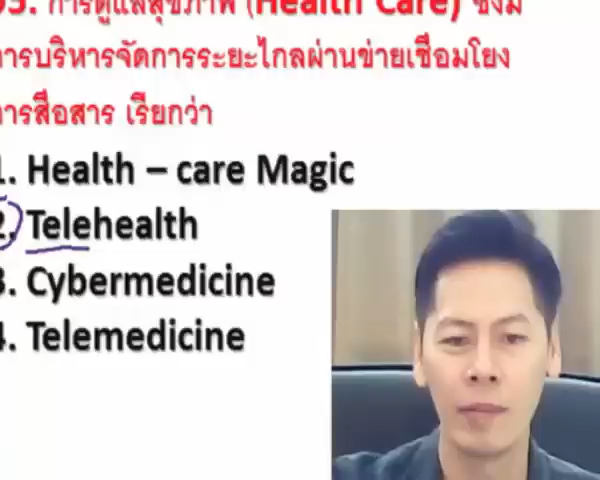 การดูแลสุขภาพ (Health Care) ซึ่งมี
การบริหารจัดการระยะไกลผ่านข่ายเชื่อมโยง
การสื่อสาร เรียกว่า
1. Health – care Magic
2. Telehealth
3. Cybermedicine
4. Telemedicine